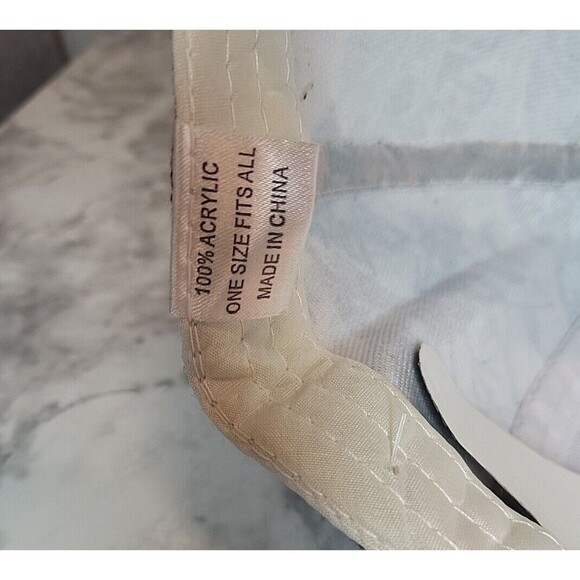 100% ACRYLIC
ONE SIZE FITS ALL
MADE IN CHINA